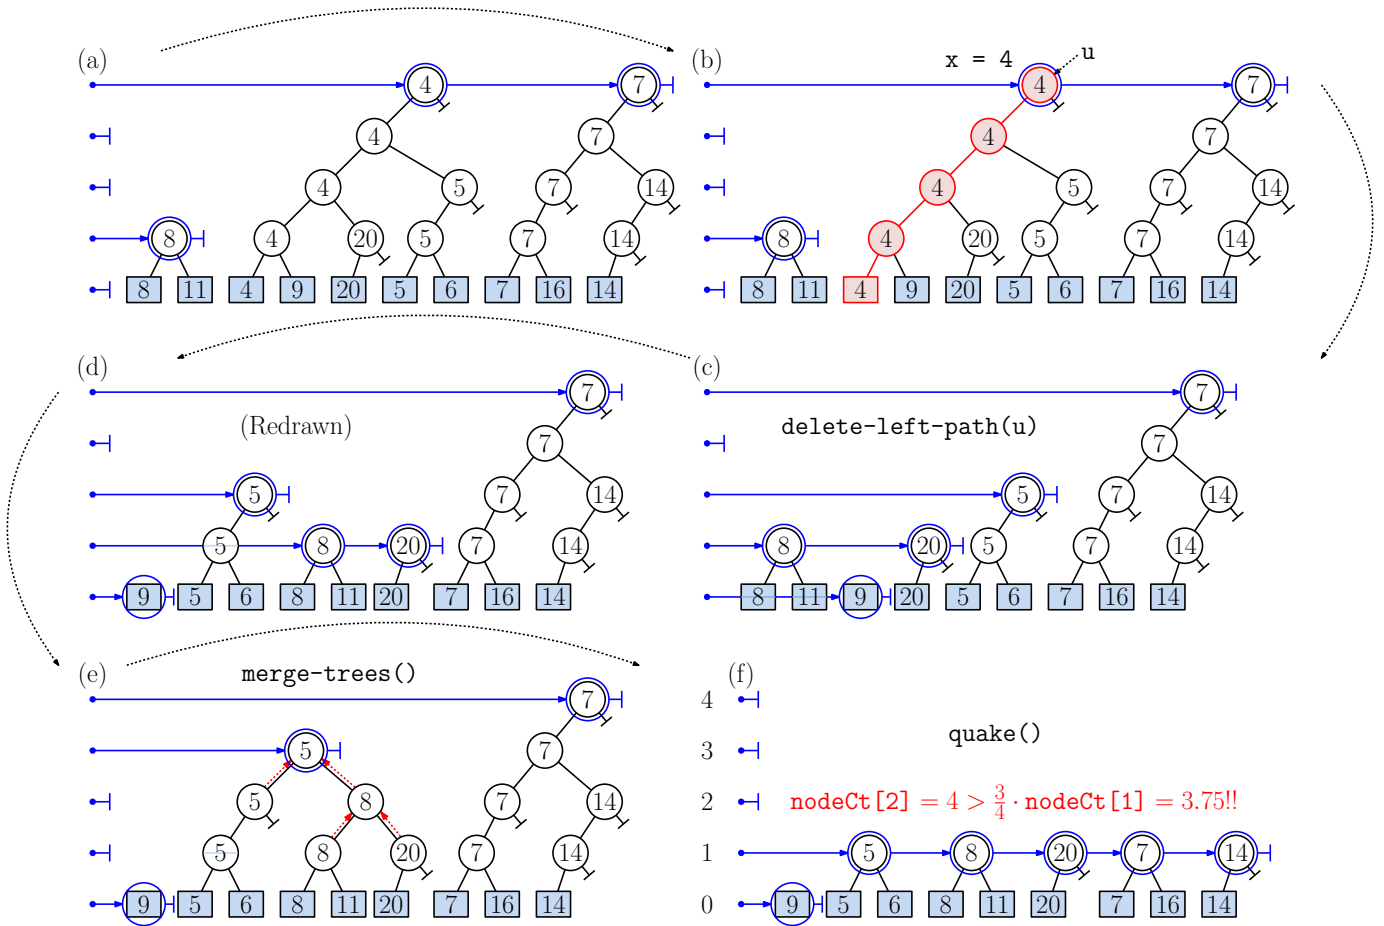 (a)
4 7
4 7
4 5 7 14
8 4 20 5 7 14
8 11 4 9 20 5 6 7 16 14
(b)
x = 4 u
4 7
4 7
4 5 7 14
8 4 20 5 7 14
8 11 4 9 20 5 6 7 16 14
(d)
7
(Redrawn)
7
5 7 14
5 8 20 7 14
9 5 6 8 11 20 7 16 14
(c)
7
delete-left-path(u)
7
5 7 14
8 20 5 7 14
8 11 9 20 5 6 7 16 14
(e)
merge-trees()
7
5 7
5 8 7 14
5 8 20 7 14
9 5 6 8 11 20 7 16 14
(f)
4
quake()
3
2 nodeCt[2] = 4 > 3/4 · nodeCt[1] = 3.75!!
1 5 8 20 7 14
0 9 5 6 8 11 20 7 16 14